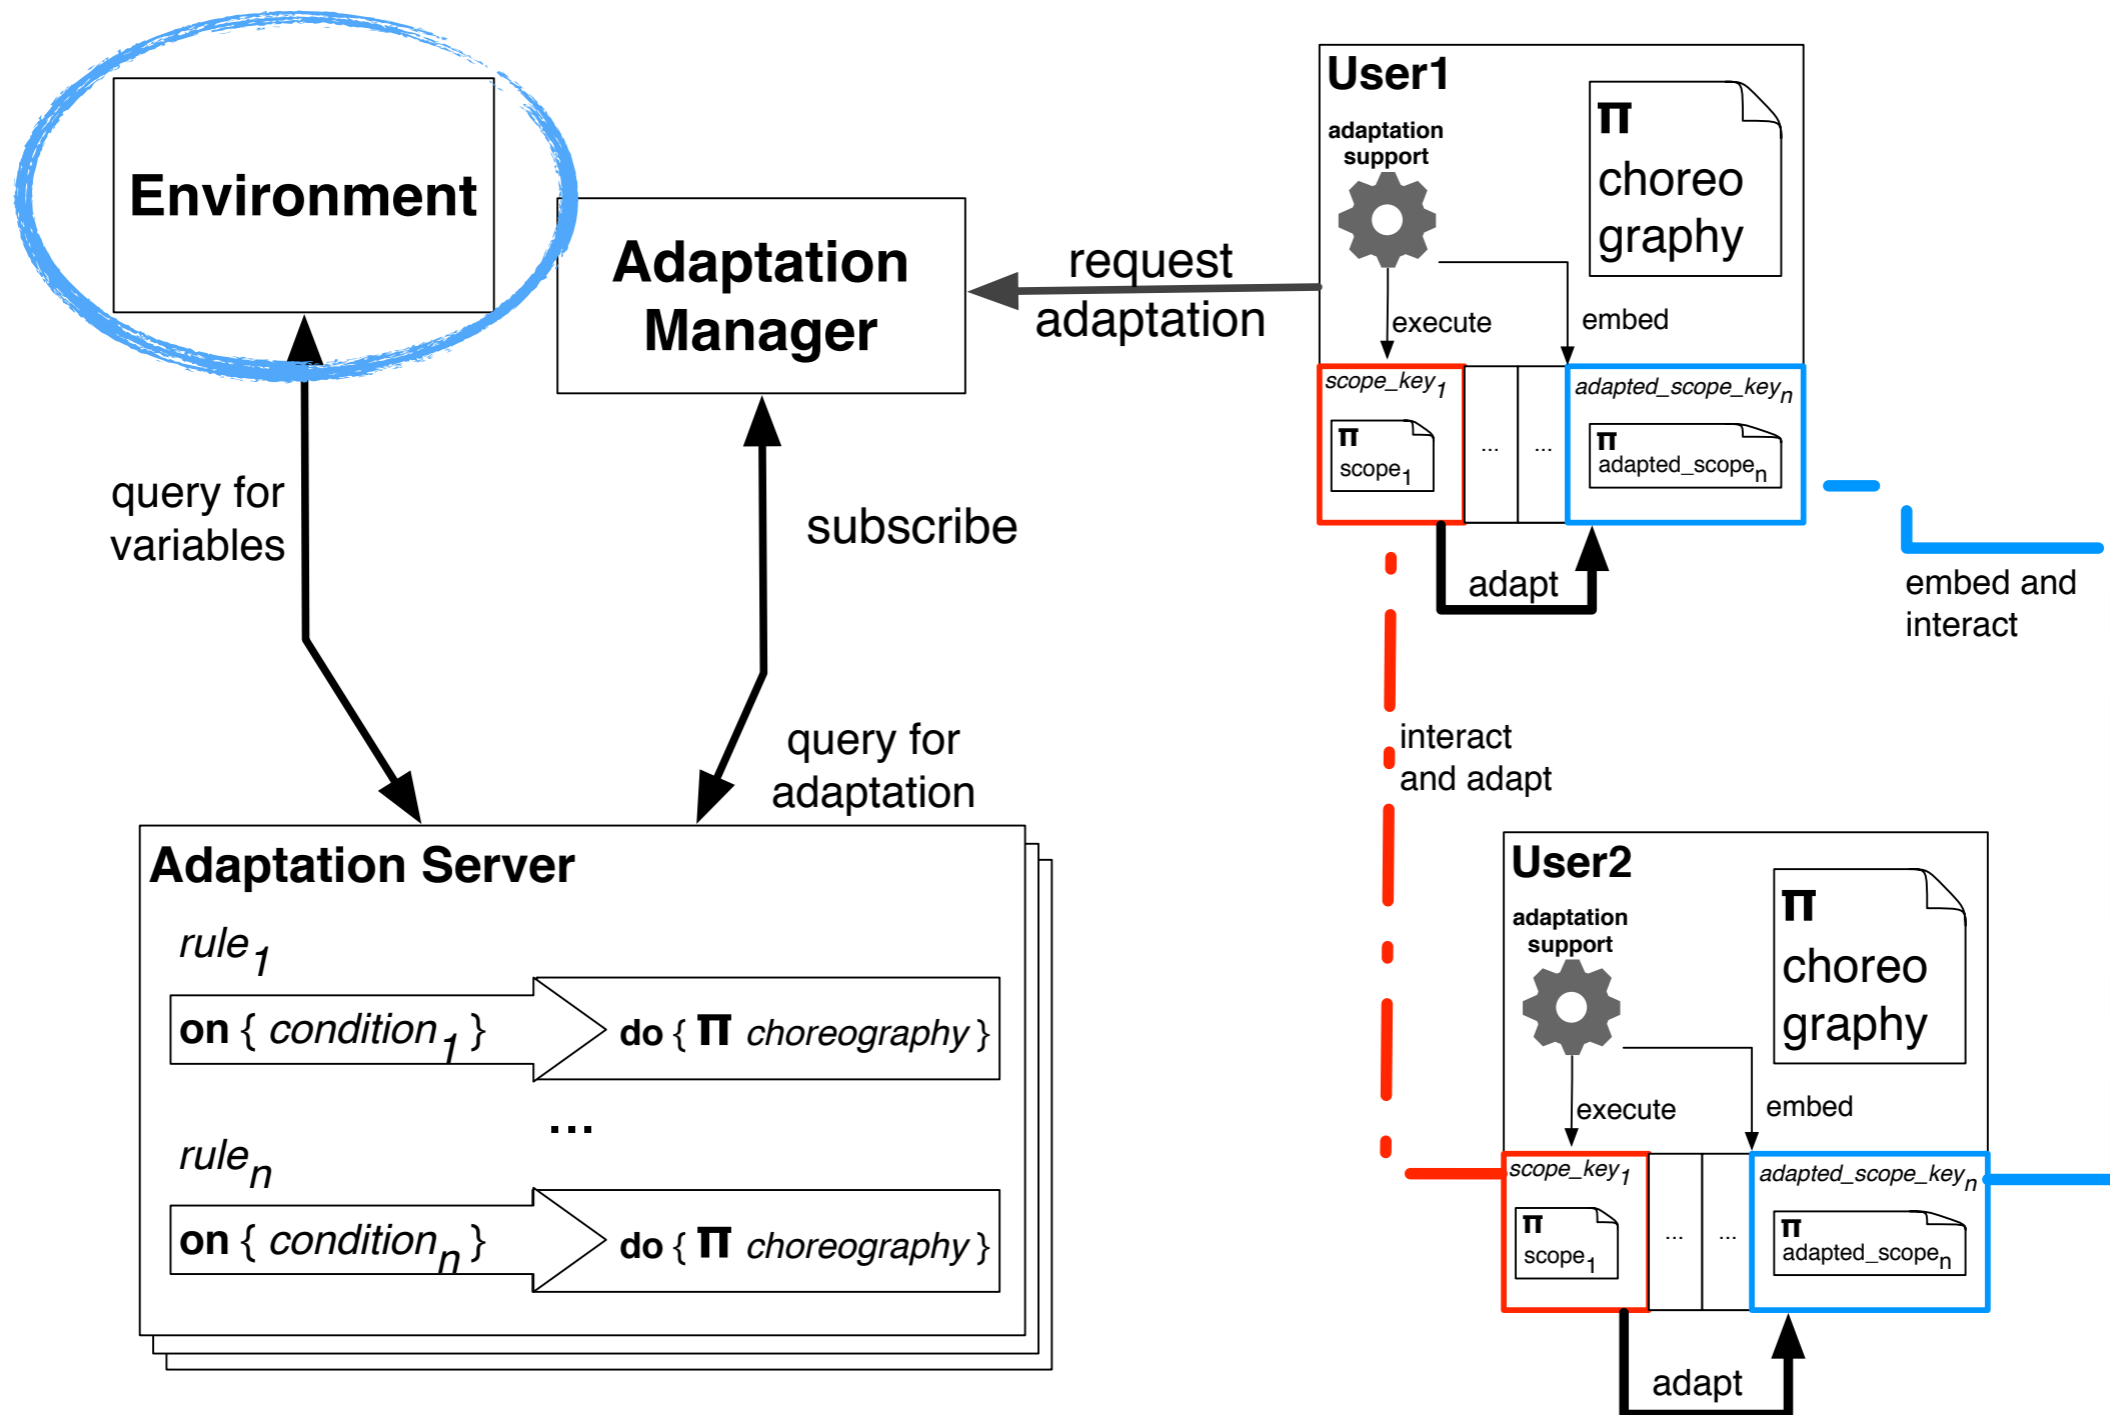 Environment
Adaptation
Manager
request
adaptation
query for
variables
subscribe
query for
adaptation
Adaptation Server
rule1
on { condition1 }
do { π choreography }
...
rulen
on { conditionn }
do { π choreography }
User1
adaptation
support
π
choreo
graphy
execute
embed
scope_key1
π
scope1
...
...
adapted_scope_keyn
π
adapted_scopen
adapt
embed and
interact
interact
and adapt
User2
adaptation
support
π
choreo
graphy
execute
embed
scope_key1
π
scope1
...
...
adapted_scope_keyn
π
adapted_scopen
adapt